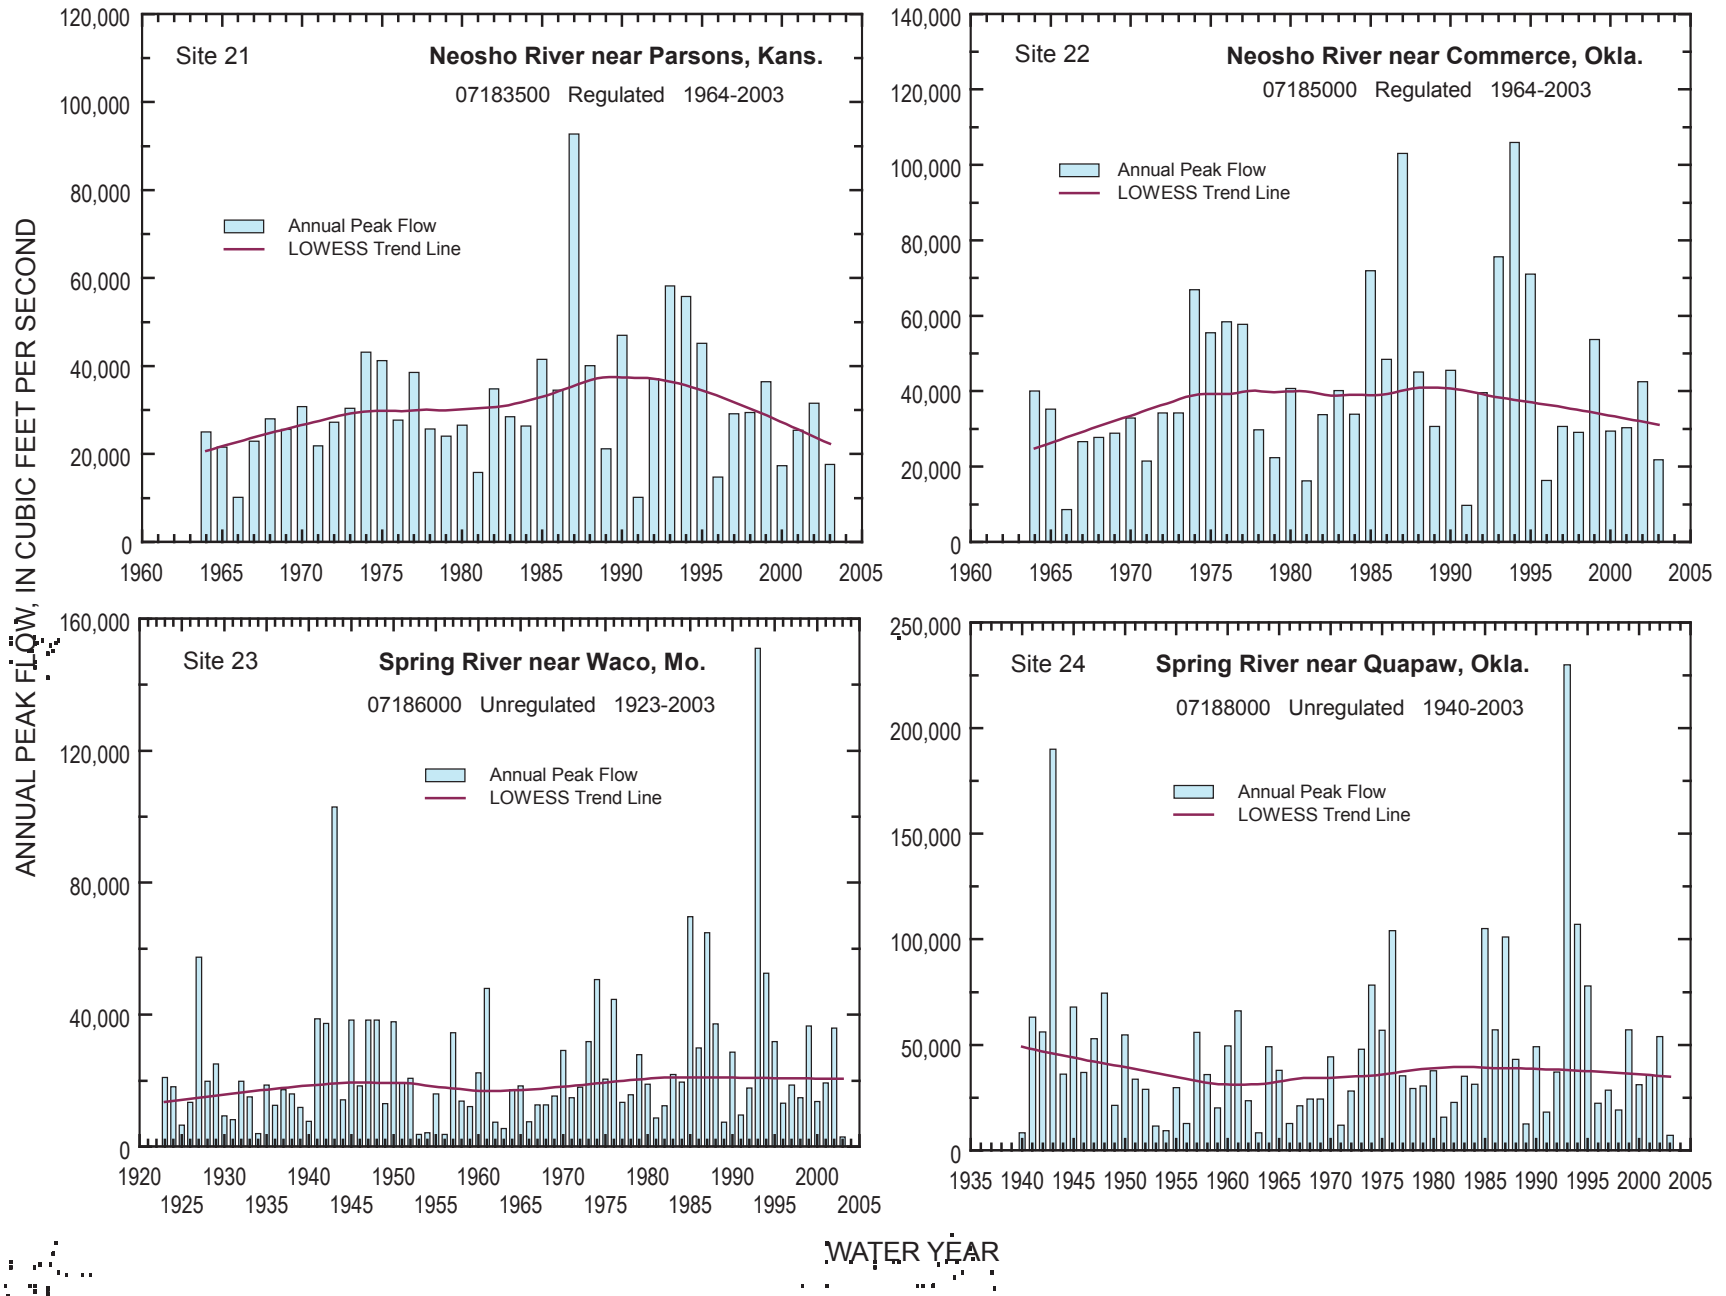 ANNUAL PEAK FLOW, IN CUBIC FEET PER SECOND
Site 21
Neosho River near Parsons, Kans.
07183500 Regulated 1964-2003
Annual Peak Flow
LOWESS Trend Line
120,000
100,000
80,000
60,000
40,000
20,000
0
1960 1965 1970 1975 1980 1985 1990 1995 2000 2005
Site 22
Neosho River near Commerce, Okla.
07185000 Regulated 1964-2003
Annual Peak Flow
LOWESS Trend Line
140,000
120,000
100,000
80,000
60,000
40,000
20,000
0
1960 1965 1970 1975 1980 1985 1990 1995 2000 2005
Site 23
Spring River near Waco, Mo.
07186000 Unregulated 1923-2003
Annual Peak Flow
LOWESS Trend Line
160,000
120,000
80,000
40,000
0
1920 1930 1940 1950 1960 1970 1980 1990 2000
1925 1935 1945 1955 1965 1975 1985 1995 2005
Site 24
Spring River near Quapaw, Okla.
07188000 Unregulated 1940-2003
Annual Peak Flow
LOWESS Trend Line
250,000
200,000
150,000
100,000
50,000
0
1935 1940 1945 1950 1955 1960 1965 1970 1975 1980 1985 1990 1995 2000 2005
WATER YEAR